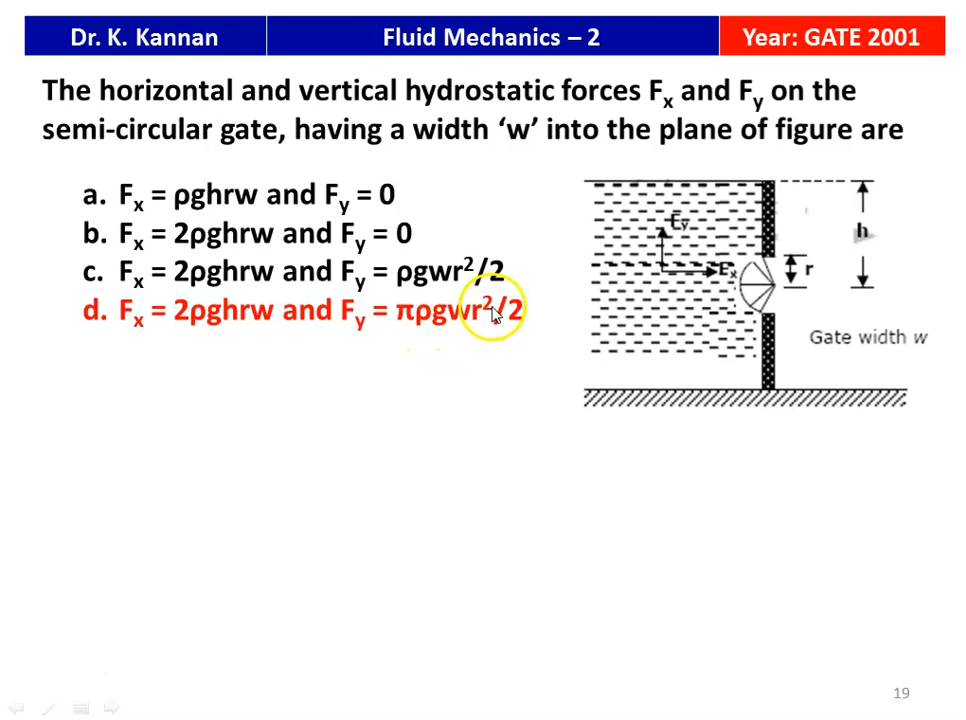 Dr. K. Kannan
Fluid Mechanics – 2
Year: GATE 2001
The horizontal and vertical hydrostatic forces Fx and Fy on the
semi-circular gate, having a width ‘w’ into the plane of figure are
a. Fx = ρghrw and Fy = 0
b. Fx = 2ρghrw and Fy = 0
c. Fx = 2ρghrw and Fy = ρgwr²/2
d. Fx = 2ρghrw and Fy = πρgwr²/2
Fy
h
Fx
r
Gate width w
19